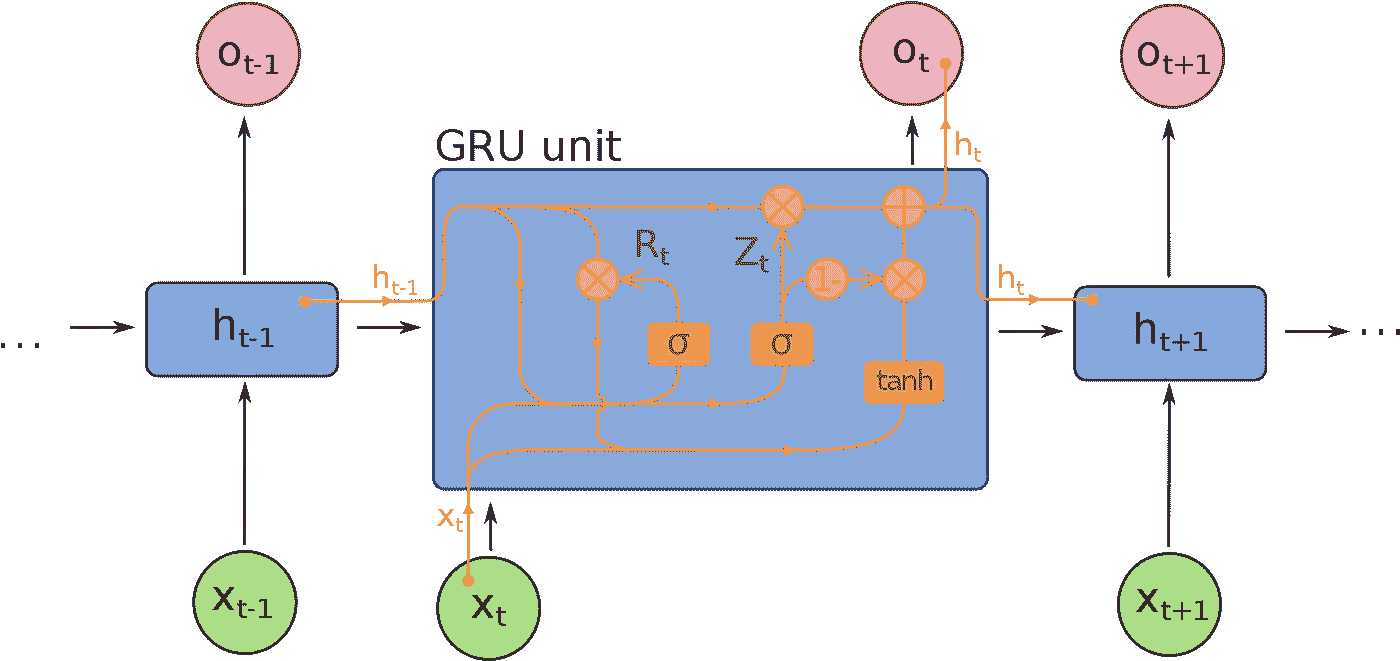 o_{t-1}
o_t
o_{t+1}
GRU unit
h_t
R_t
Z_t
h_{t-1}
1-
h_t
h_{t-1}
σ
σ
h_{t+1}
...
...
tanh
x_t
x_{t-1}
x_t
x_{t+1}